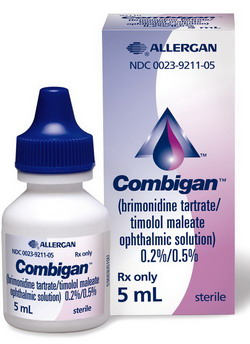 ALLERGAN
NDC 0023-9211-05
Combigan™
(brimonidine tartrate/
timolol maleate
ophthalmic solution)
0.2%/0.5%
Rx only
5 mL
sterile
ALLERGAN
NDC 0023-9211-05
Rx only
Combigan™
(brimonidine tartrate/timolol maleate
ophthalmic solution) 0.2%/0.5%
5 mL
sterile